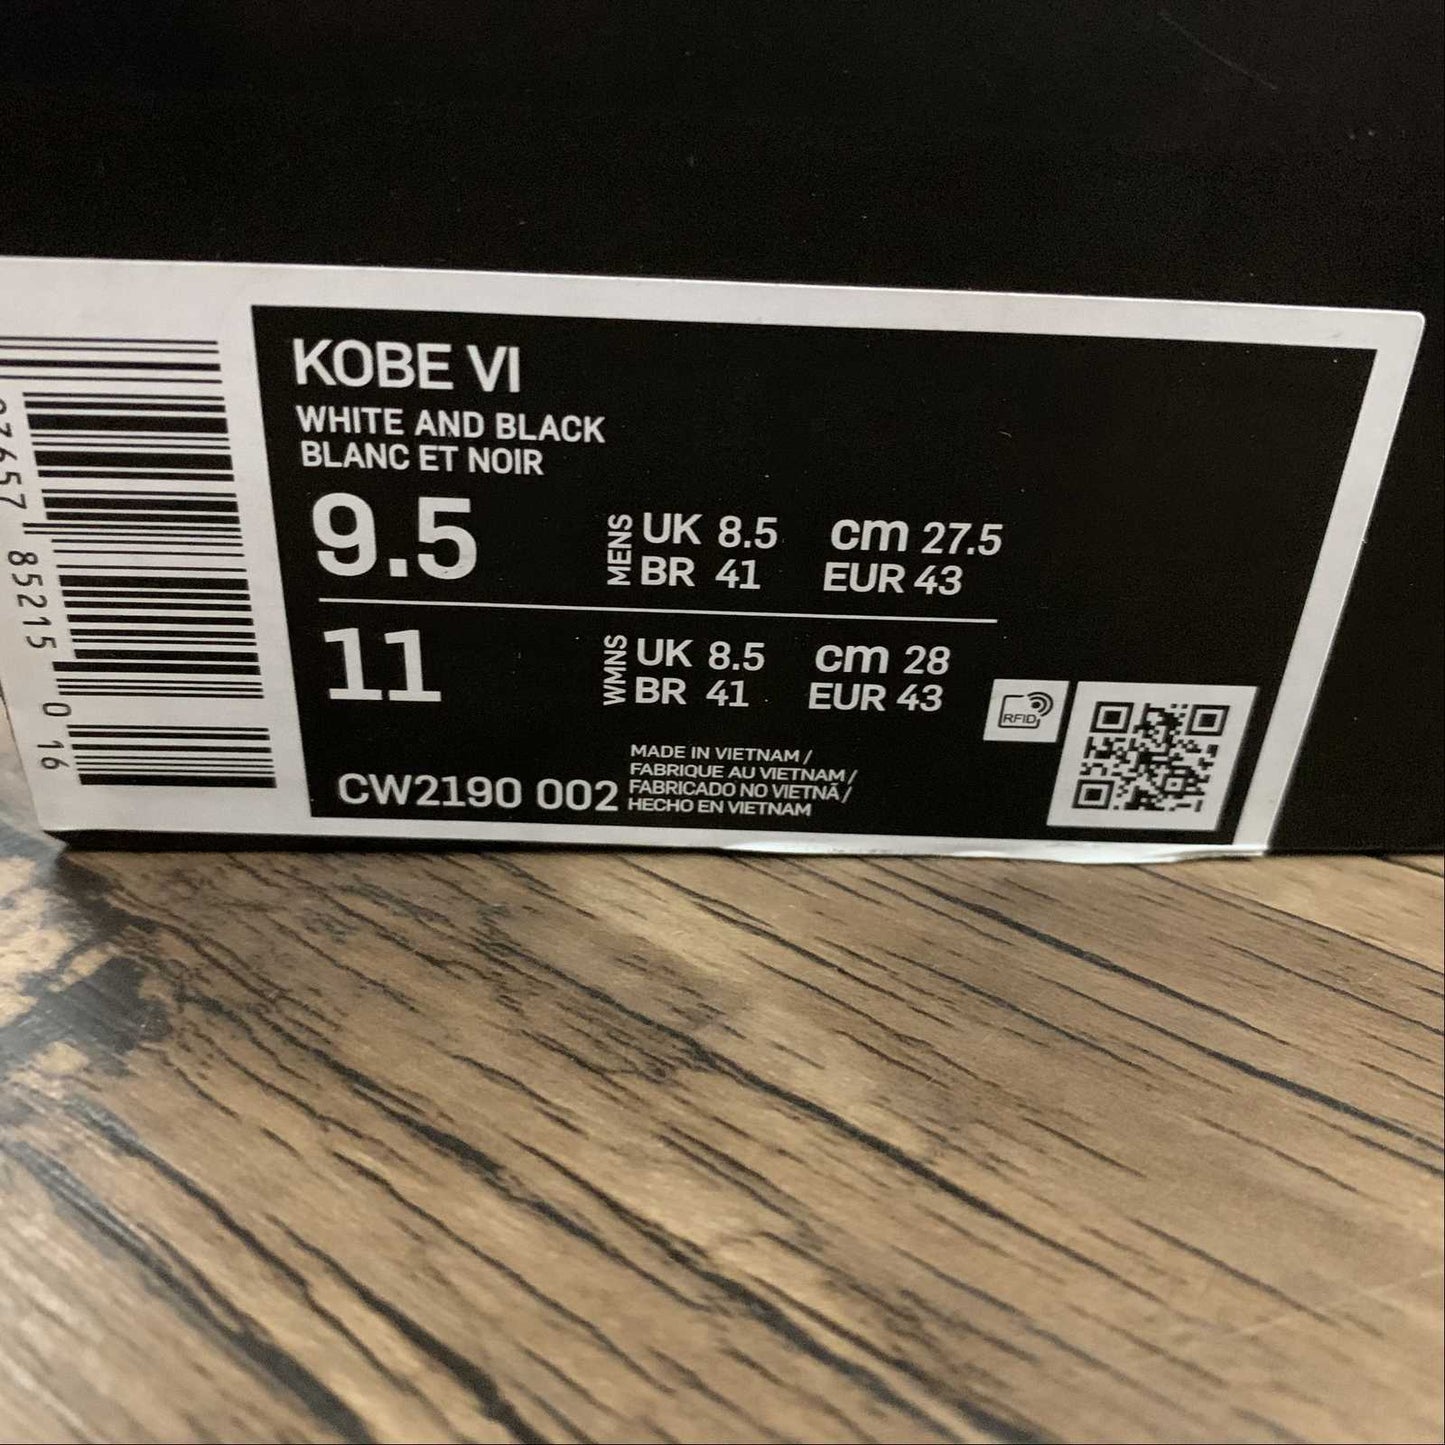 KOBE VI
WHITE AND BLACK
BLANC ET NOIR
9.5
MENS
UK 8.5 cm 27.5
BR 41 EUR 43
11
WMNS
UK 8.5 cm 28
BR 41 EUR 43
RFID
CW2190 002
MADE IN VIETNAM /
FABRIQUE AU VIETNAM /
FABRICADO NO VIETNÃ /
HECHO EN VIETNAM
85215 016